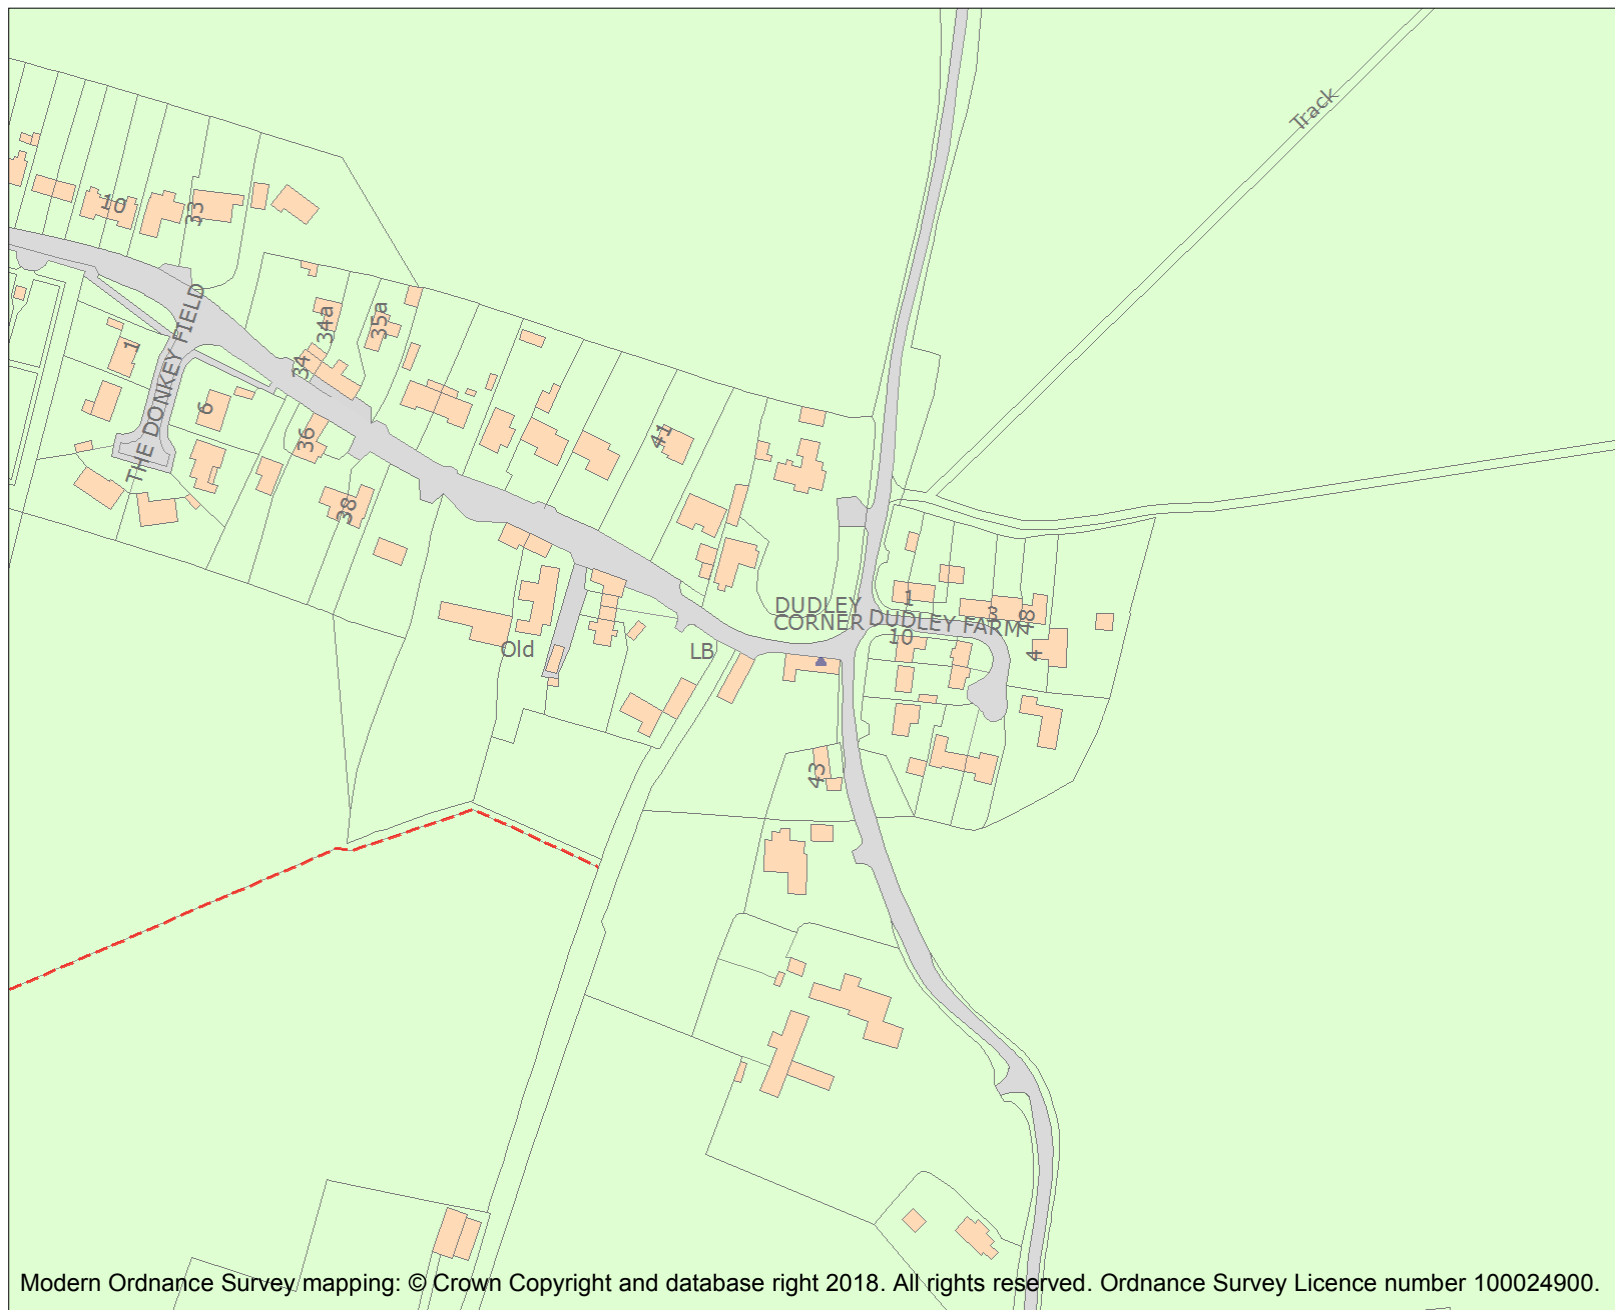 Track
10
33
THE DONKEY FIELD
34a
35a
1
34
6
36
41
38
DUDLEY
CORNER
1
DUDLEY FARM
3
48
10
4
Old
LB
43
Modern Ordnance Survey mapping: © Crown Copyright and database right 2018. All rights reserved. Ordnance Survey Licence number 100024900.